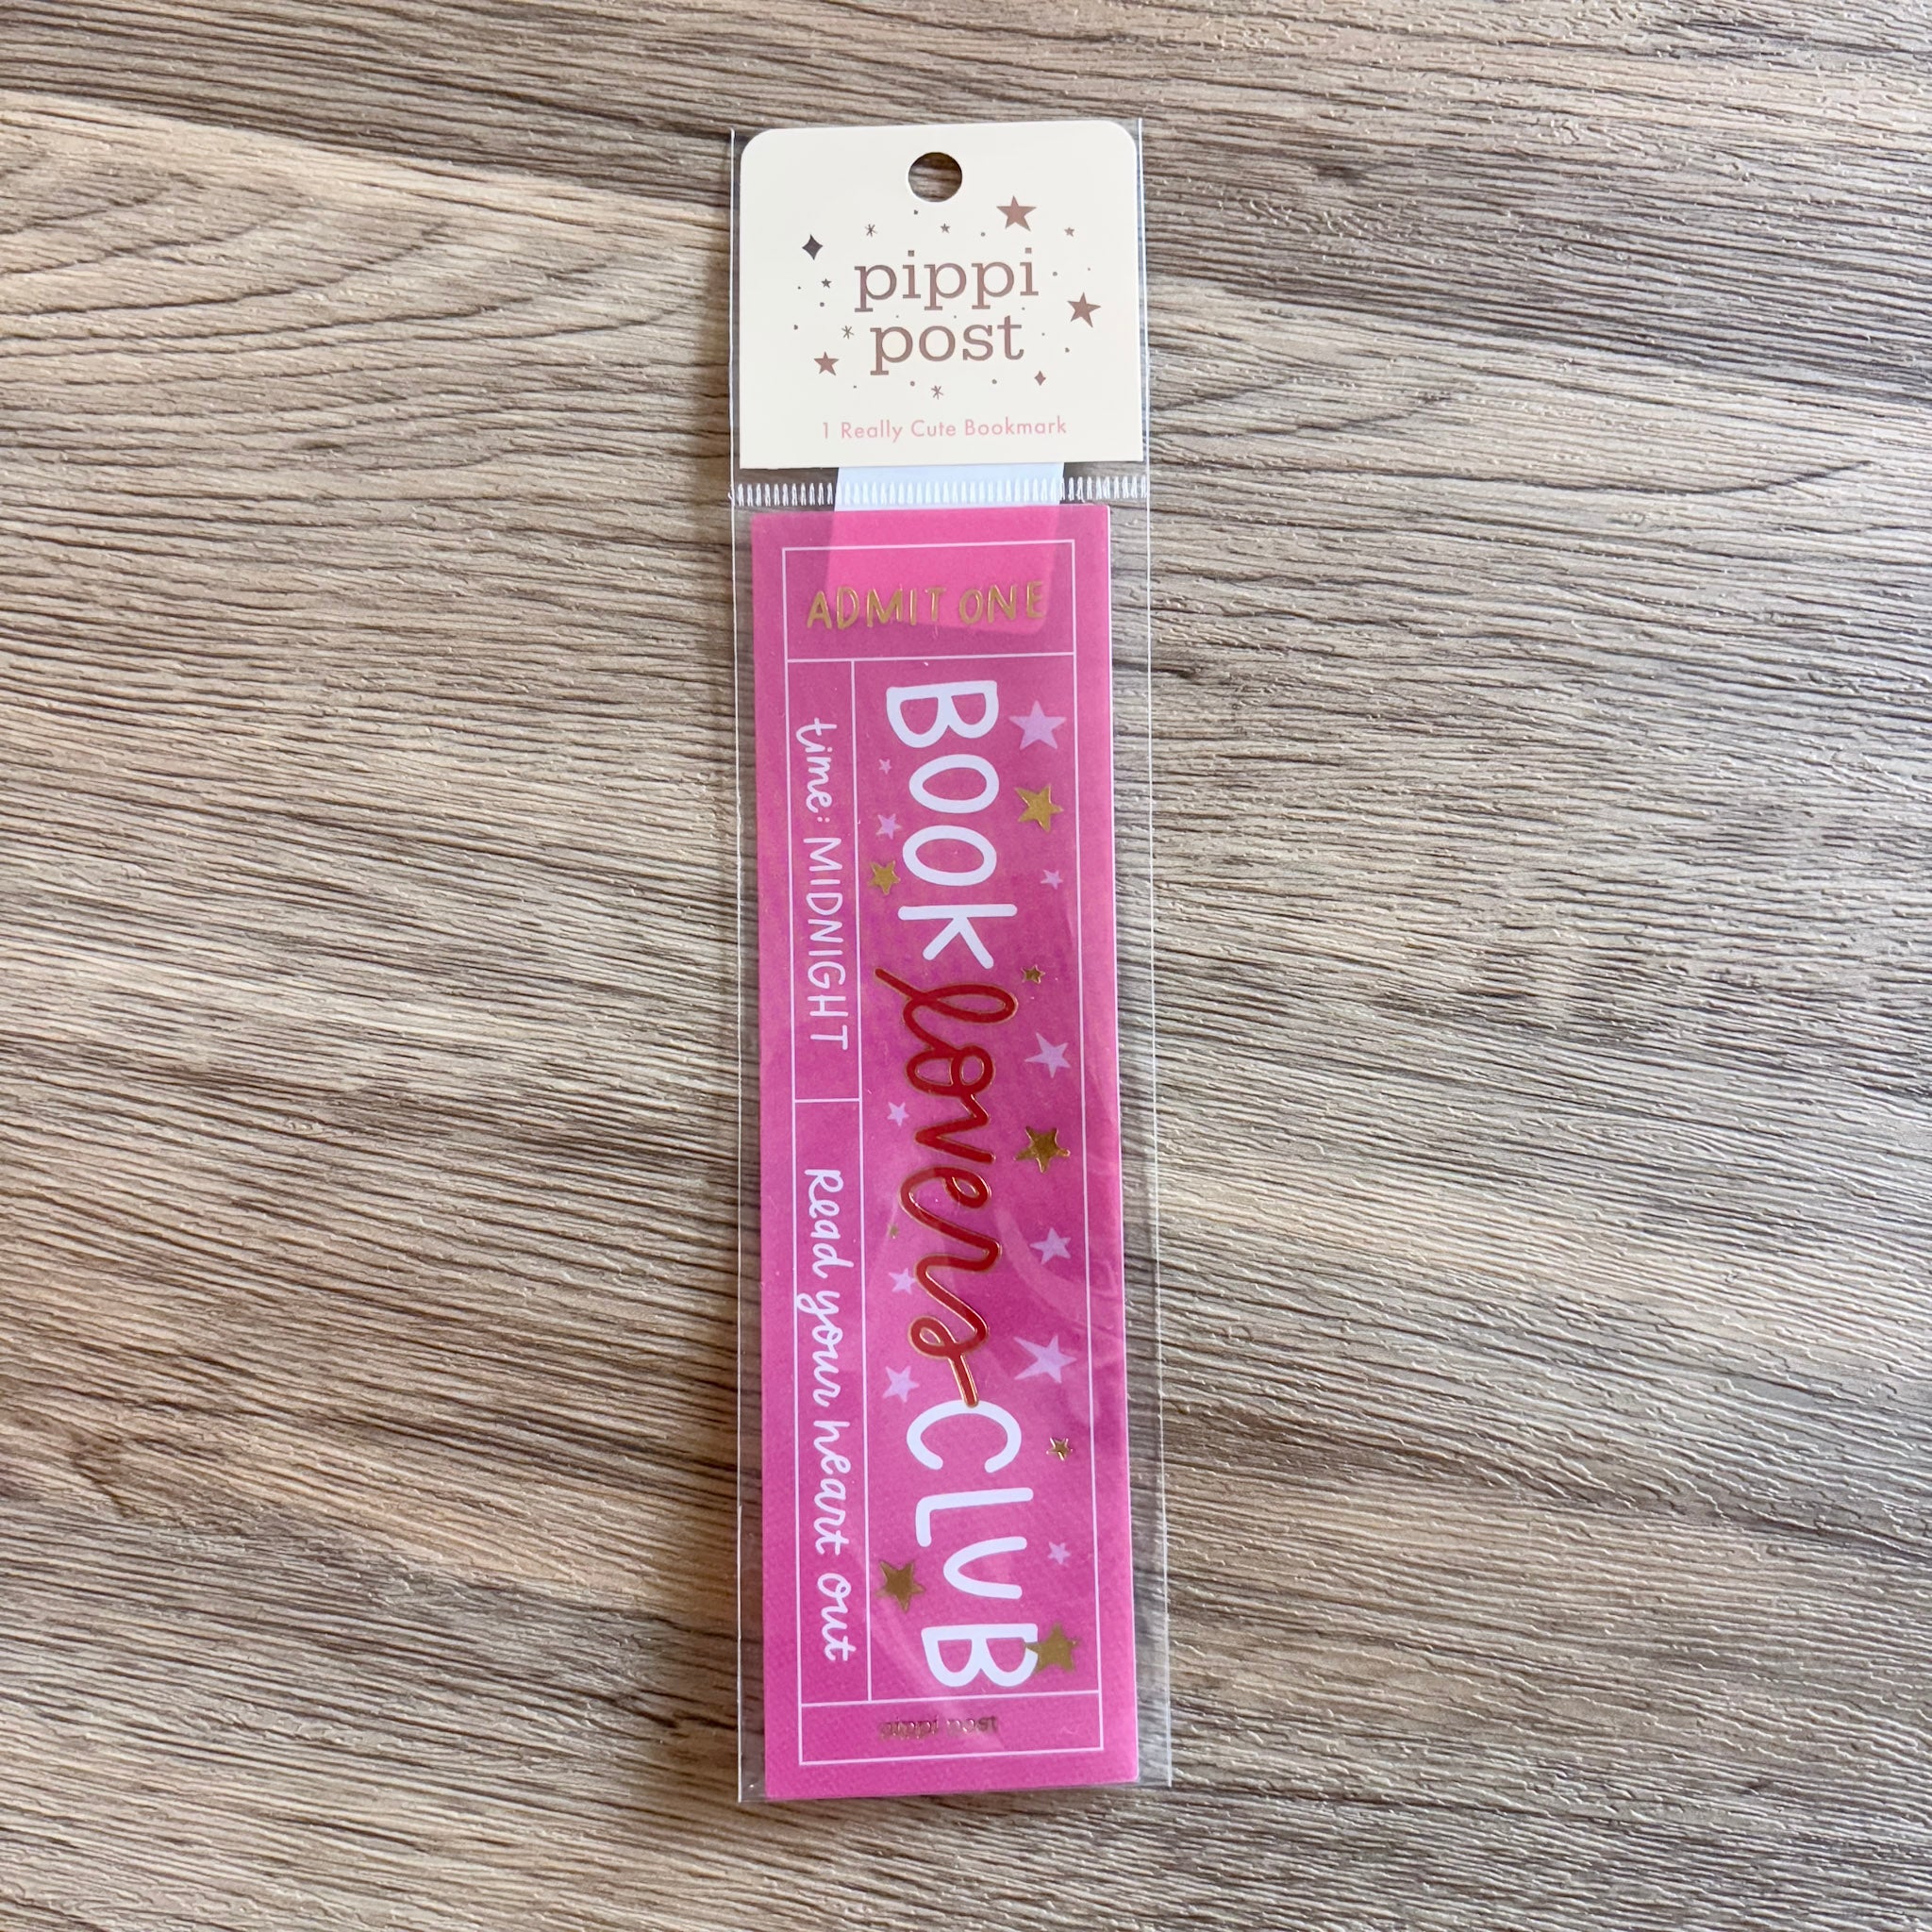 pippi
post
1 Really Cute Bookmark
ADMIT ONE
BOOK lovers CLUB
time: MIDNIGHT
Read your heart out
pippi post